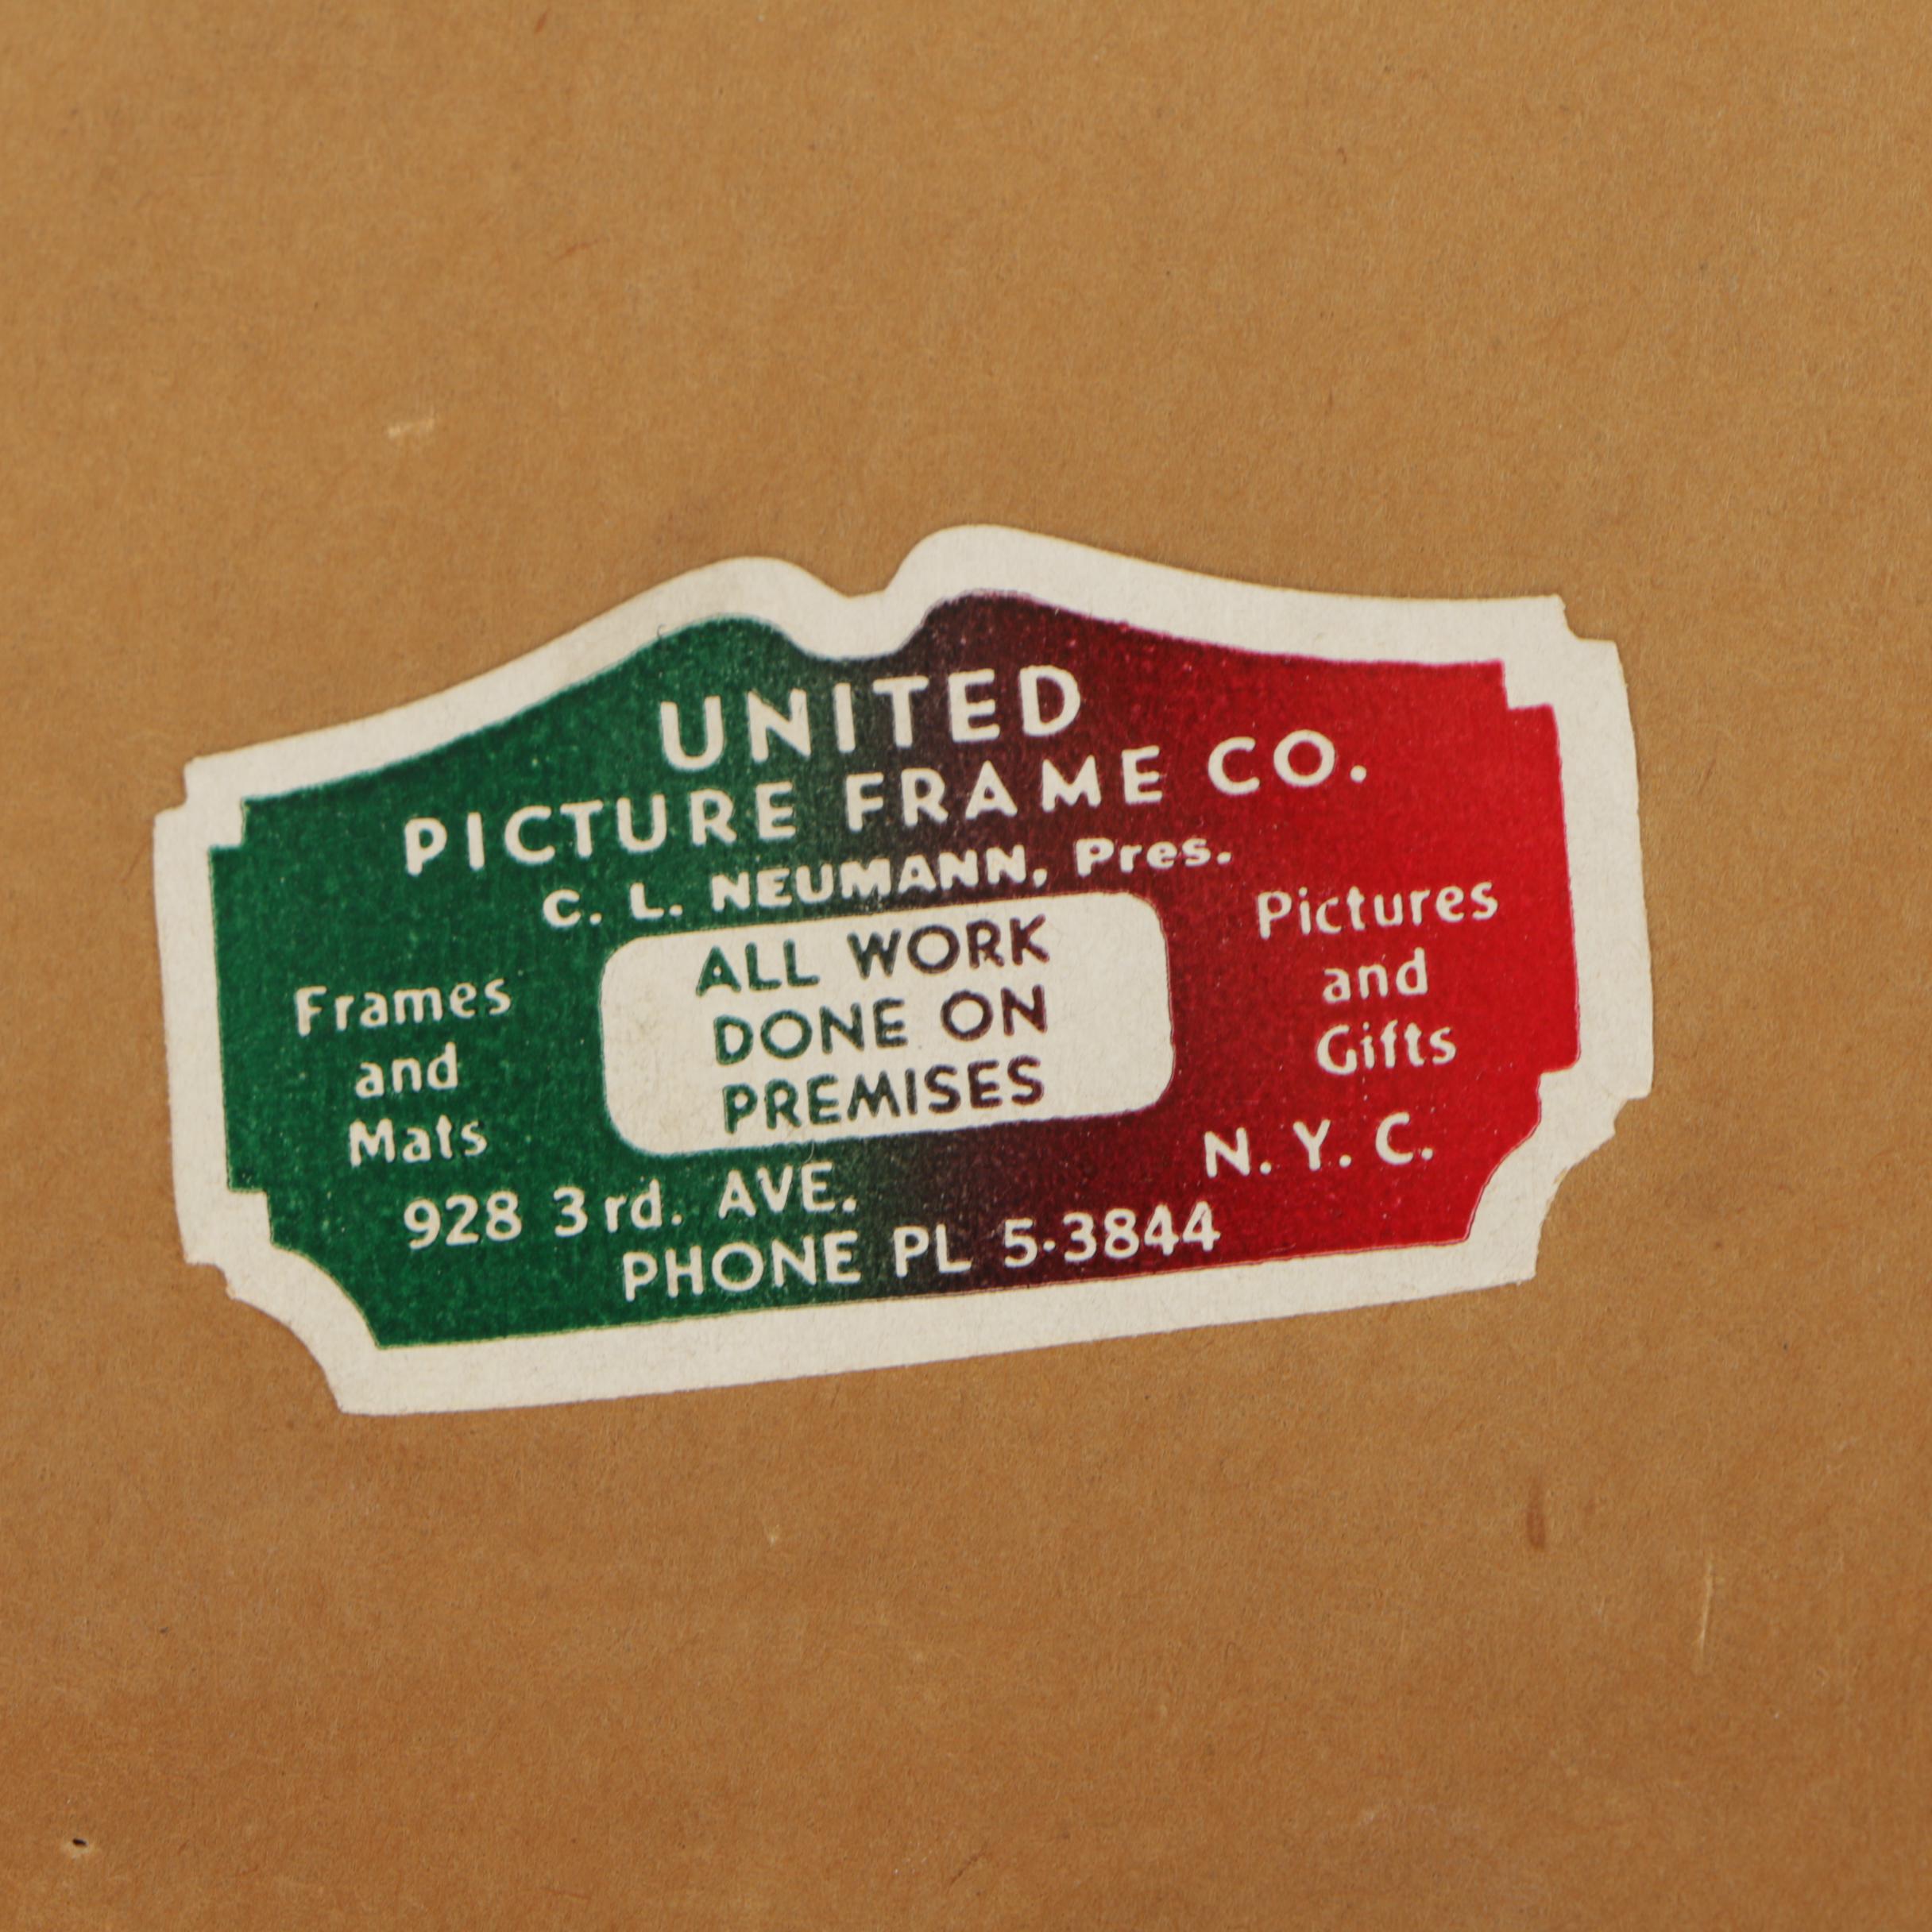 UNITED
PICTURE FRAME CO.
C. L. NEUMANN, Pres.
Frames
and
Mats
ALL WORK
DONE ON
PREMISES
Pictures
and
Gifts
928 3rd. AVE.
N. Y. C.
PHONE PL 5-3844